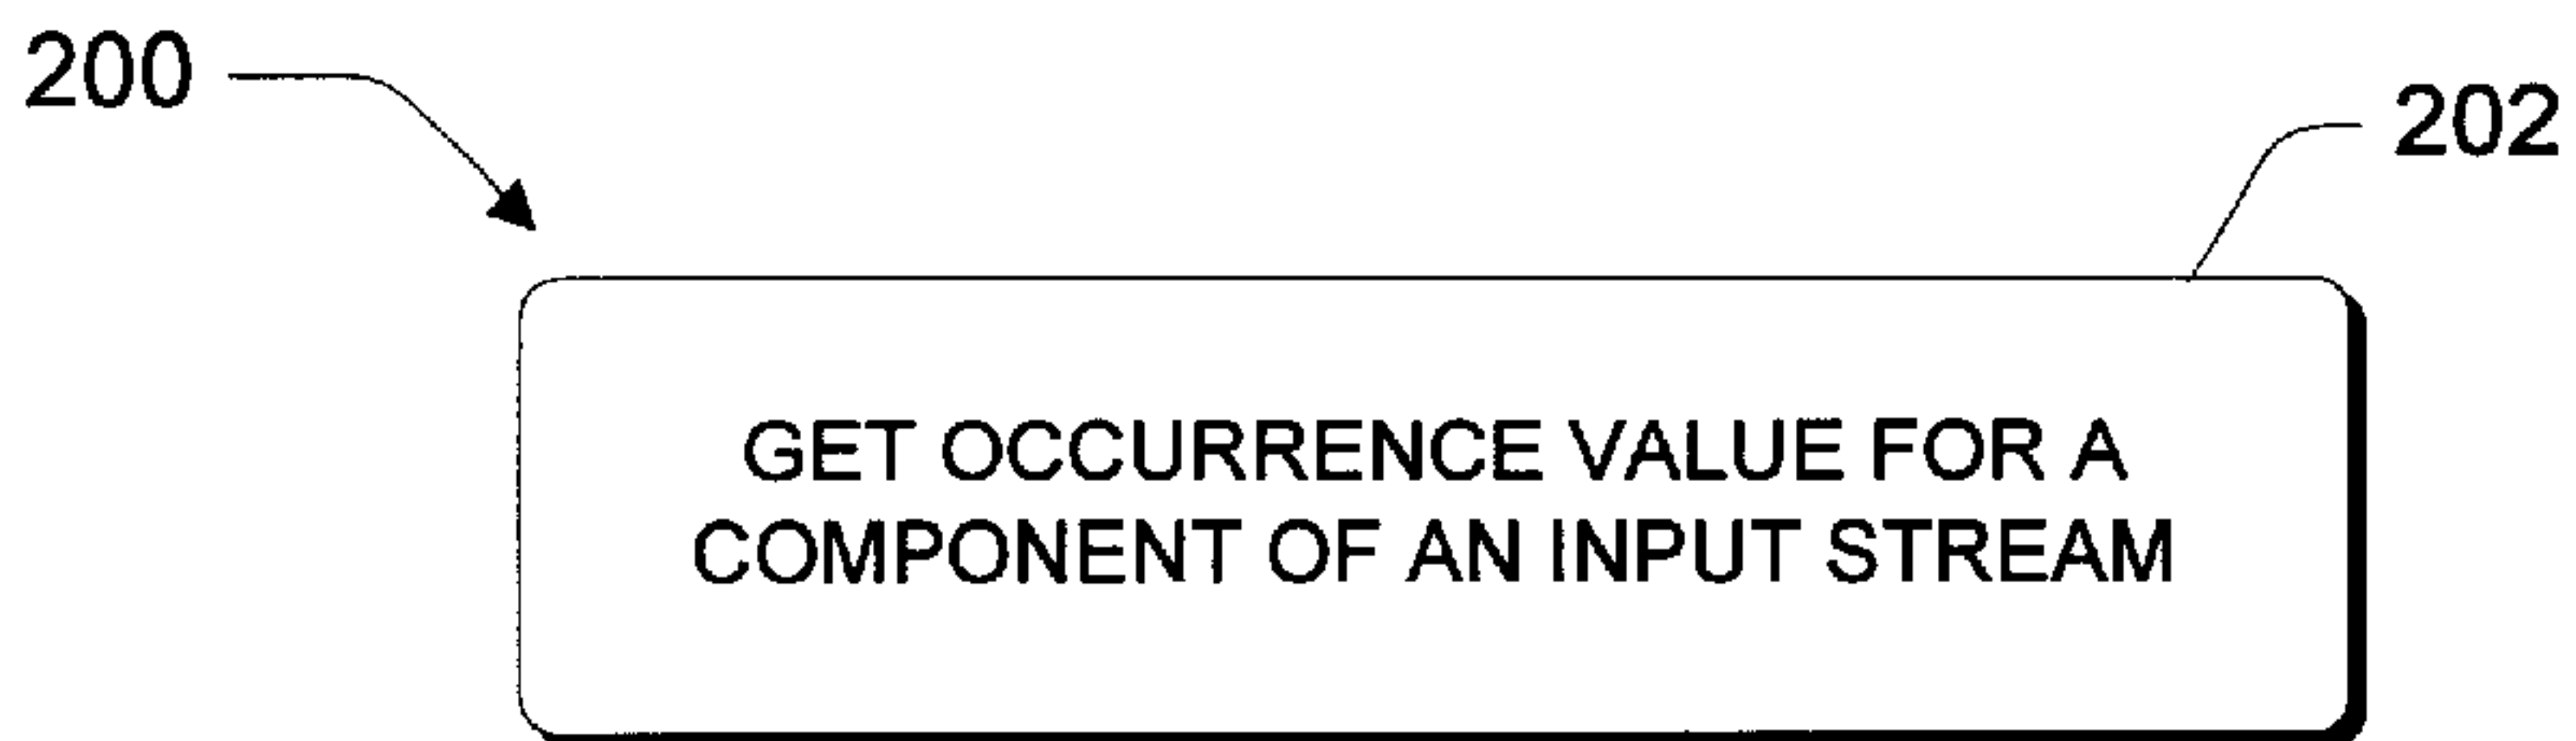 200
202
GET OCCURRENCE VALUE FOR A
COMPONENT OF AN INPUT STREAM